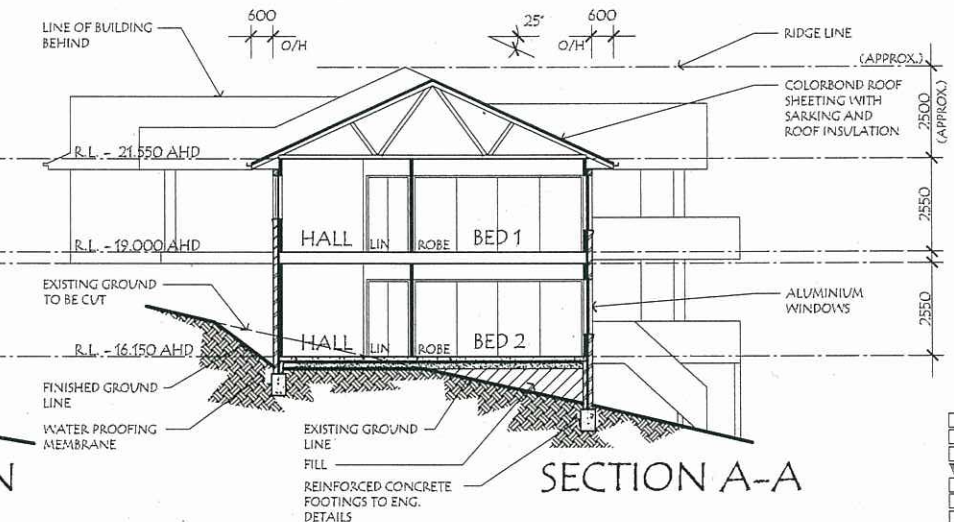 600
25°
600
O/H
O/H
LINE OF BUILDING
BEHIND
RIDGE LINE
(APPROX.)
COLORBOND ROOF
SHEETING WITH
SARKING AND
ROOF INSULATION
2500
(APPROX.)
R.L. - 21.550 AHD
2550
HALL
LIN
ROBE
BED 1
R.L. - 19.000 AHD
EXISTING GROUND
TO BE CUT
ALUMINIUM
WINDOWS
2550
HALL
LIN
ROBE
BED 2
R.L. - 16.150 AHD
FINISHED GROUND
LINE
WATER PROOFING
MEMBRANE
EXISTING GROUND
LINE
FILL
REINFORCED CONCRETE
FOOTINGS TO ENG.
DETAILS
SECTION A-A
N